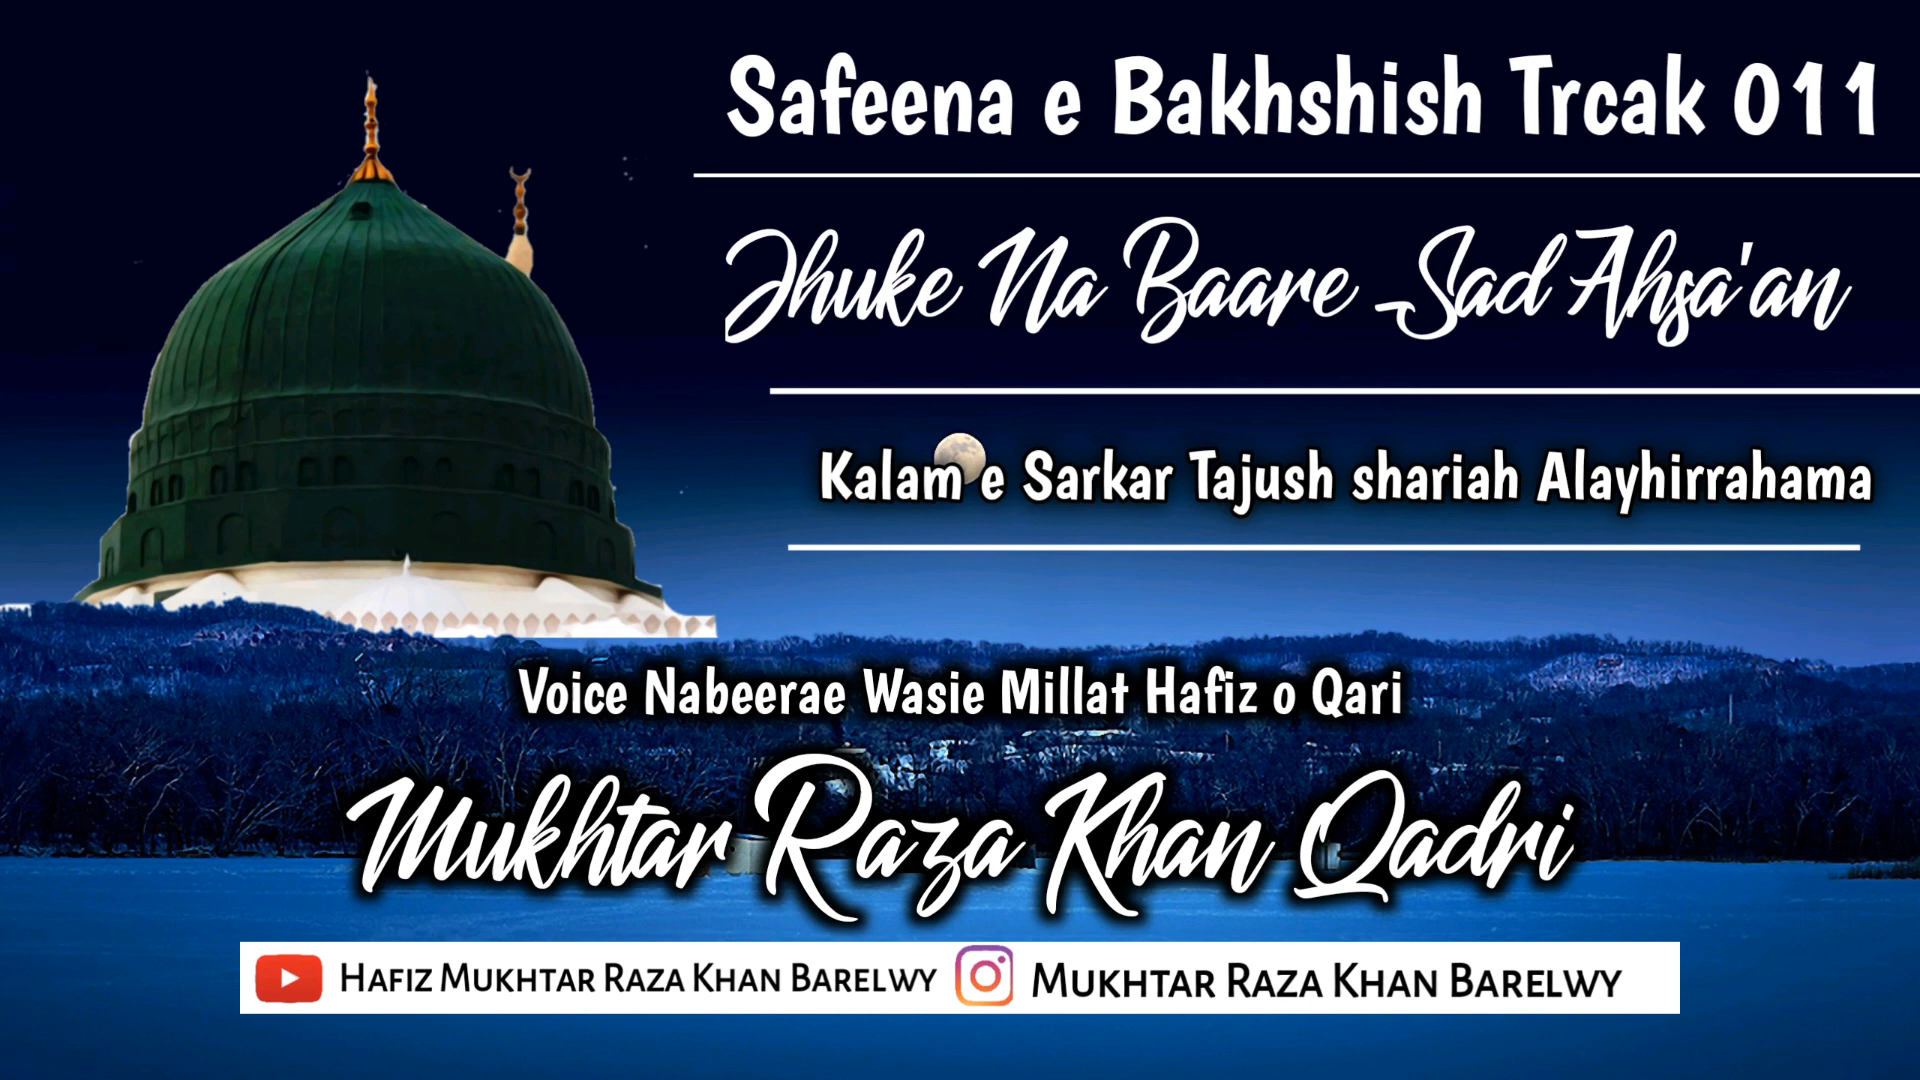 Safeena e Bakhshish Trcak 011
Jhuke Na Baare Sad Ahsa'an
Kalam e Sarkar Tajush shariah Alayhirrahama
Voice Nabeerae Wasie Millat Hafiz o Qari
Mukhtar Raza Khan Qadri
HAFIZ MUKHTAR RAZA KHAN BARELWY MUKHTAR RAZA KHAN BARELWY